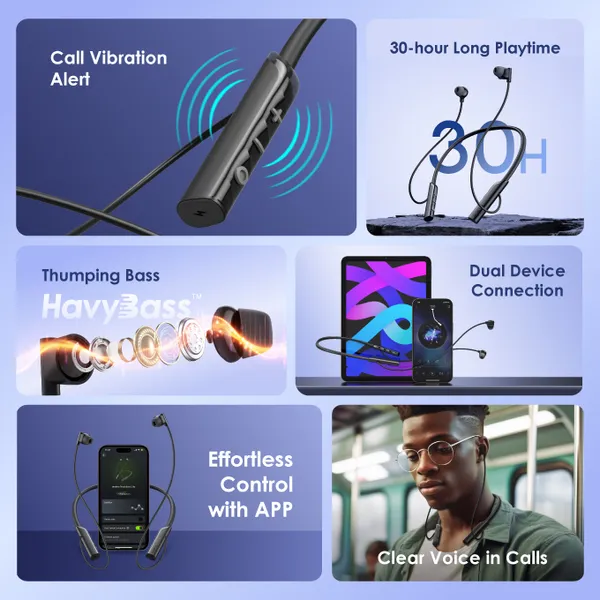 Call Vibration
Alert
30-hour Long Playtime
30H
Thumping Bass
HavyBass™
Dual Device
Connection
Effortless
Control
with APP
Clear Voice in Calls